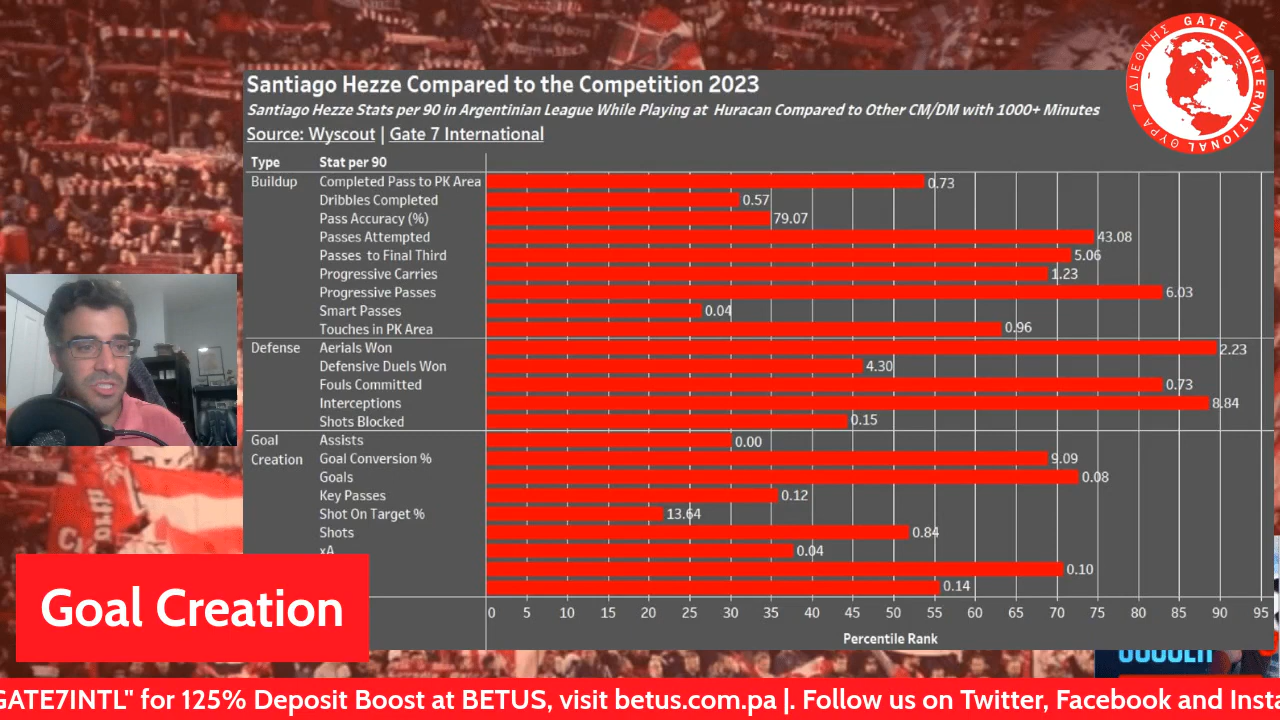 Santiago Hezze Compared to the Competition 2023
Santiago Hezze Stats per 90 in Argentinian League While Playing at Huracan Compared to Other CM/DM with 1000+ Minutes
Source: Wyscout | Gate 7 International
GATE 7 INTERNATIONAL
ΘΥΡΑ 7 ΔΙΕΘΝΗΣ
Type Stat per 90
Buildup Completed Pass to PK Area 0.73
Dribbles Completed 0.57
Pass Accuracy (%) 79.07
Passes Attempted 43.08
Passes to Final Third 5.06
Progressive Carries 1.23
Progressive Passes 6.03
Smart Passes 0.04
Touches in PK Area 0.96
Defense Aerials Won 2.23
Defensive Duels Won 4.30
Fouls Committed 0.73
Interceptions 8.84
Shots Blocked 0.15
Goal Creation Assists 0.00
Goal Conversion % 9.09
Goals 0.08
Key Passes 0.12
Shot On Target % 13.64
Shots 0.84
xA 0.04
0.10
0.14
0 5 10 15 20 25 30 35 40 45 50 55 60 65 70 75 80 85 90 95
Percentile Rank
Goal Creation
GATE7INTL" for 125% Deposit Boost at BETUS, visit betus.com.pa |. Follow us on Twitter, Facebook and Insta